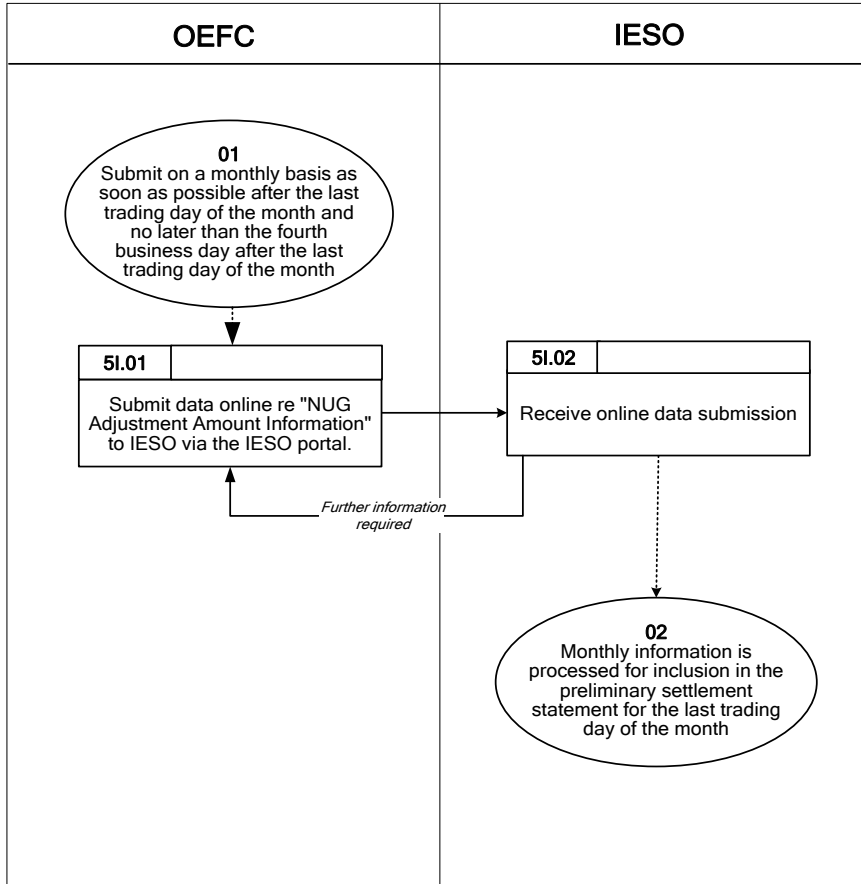 OEFC
IESO
01
Submit on a monthly basis as
soon as possible after the last
trading day of the month and
no later than the fourth
business day after the last
trading day of the month
5I.01
Submit data online re "NUG
Adjustment Amount Information"
to IESO via the IESO portal.
5I.02
Receive online data submission
Further information
required
02
Monthly information is
processed for inclusion in the
preliminary settlement
statement for the last trading
day of the month